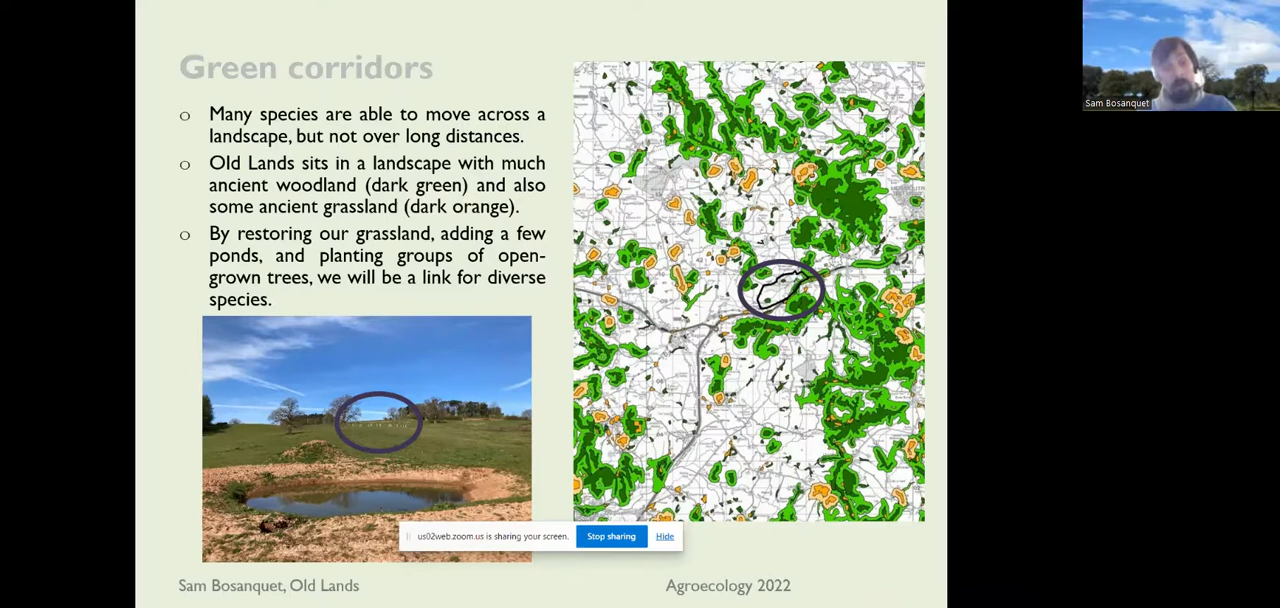 Green corridors
o Many species are able to move across a
landscape, but not over long distances.
o Old Lands sits in a landscape with much
ancient woodland (dark green) and also
some ancient grassland (dark orange).
o By restoring our grassland, adding a few
ponds, and planting groups of open-
grown trees, we will be a link for diverse
species.
us02web.zoom.us is sharing your screen.
Stop sharing
Hide
Sam Bosanquet, Old Lands
Agroecology 2022
Sam Bosanquet